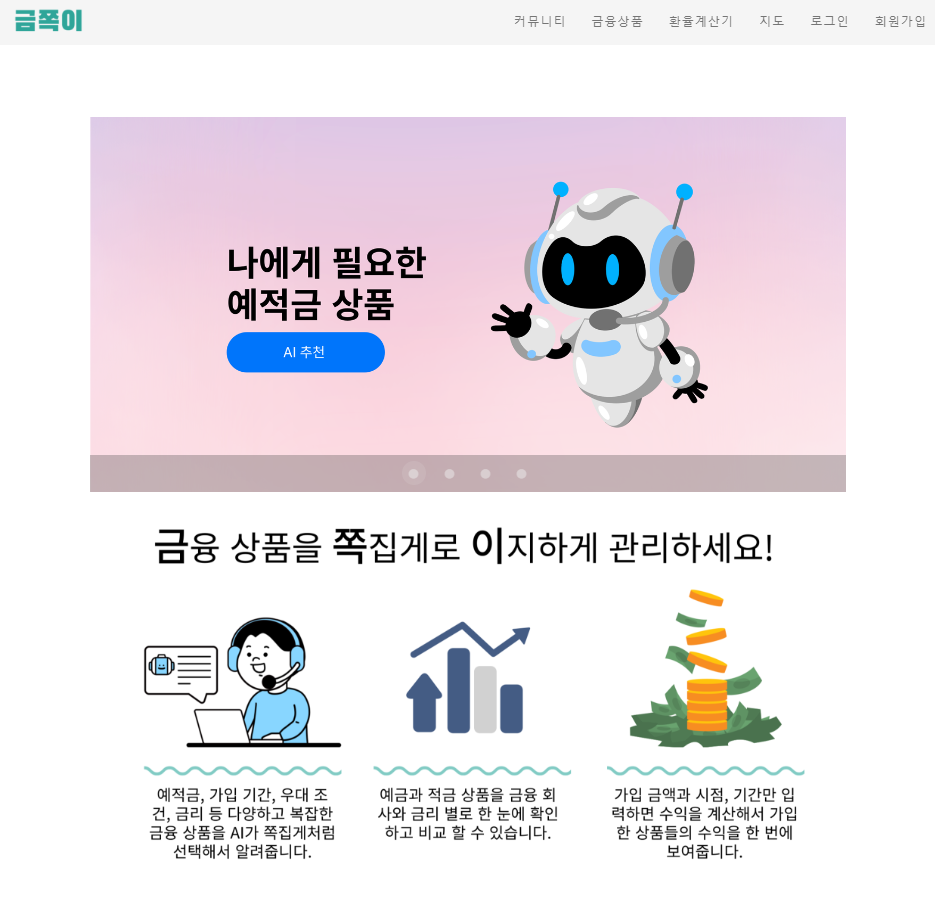 금쪽이
커뮤니티 금융상품 환율계산기 지도 로그인 회원가입
나에게 필요한
예적금 상품
AI 추천
금융 상품을 쪽집게로 이지하게 관리하세요!
예적금, 가입 기간, 우대 조
건, 금리 등 다양하고 복잡한
금융 상품을 AI가 쪽집게처럼
선택해서 알려줍니다.
예금과 적금 상품을 금융 회
사와 금리 별로 한 눈에 확인
하고 비교 할 수 있습니다.
가입 금액과 시점, 기간만 입
력하면 수익을 계산해서 가입
한 상품들의 수익을 한 번에
보여줍니다.